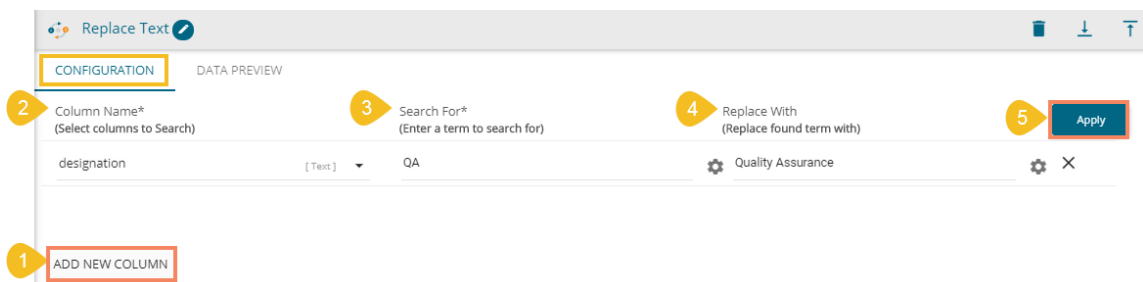 Replace Text
CONFIGURATION DATA PREVIEW
2 Column Name* 3 Search For* 4 Replace With 5 Apply
(Select columns to Search) (Enter a term to search for) (Replace found term with)
designation [ Text ] QA Quality Assurance
1 ADD NEW COLUMN